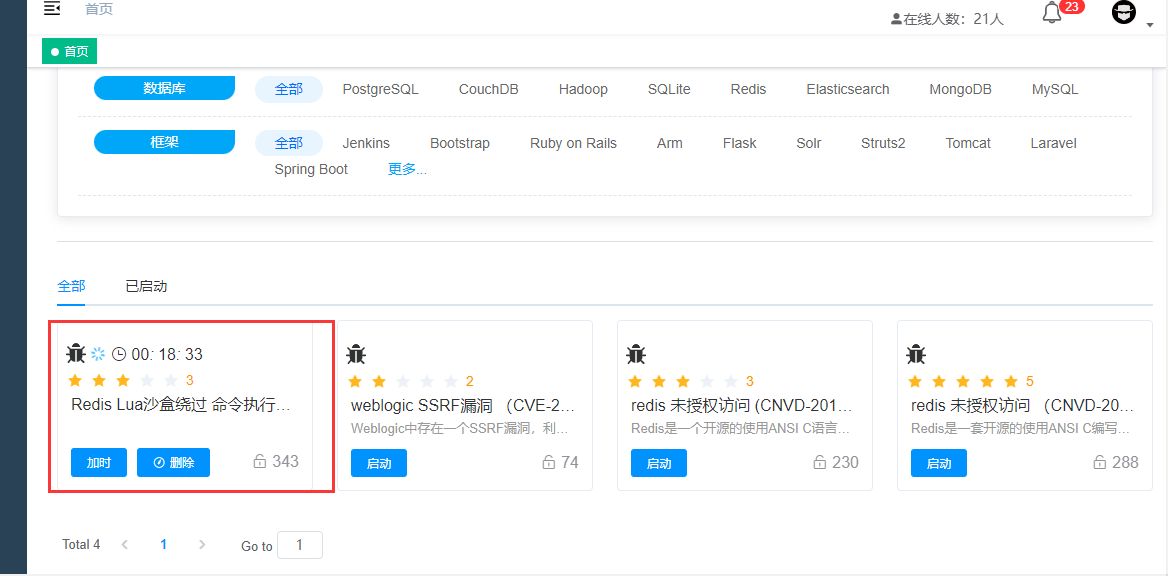 首页
在线人数：21人
23
首页
数据库 全部 PostgreSQL CouchDB Hadoop SQLite Redis Elasticsearch MongoDB MySQL
框架 全部 Jenkins Bootstrap Ruby on Rails Arm Flask Solr Struts2 Tomcat Laravel
Spring Boot 更多...
全部 已启动
00: 18: 33
3
Redis Lua沙盒绕过 命令执行…
加时 删除 343
2
weblogic SSRF漏洞 （CVE-2…
Weblogic中存在一个SSRF漏洞，利…
启动 74
3
redis 未授权访问 (CNVD-201…
Redis是一个开源的使用ANSI C语言…
启动 230
5
redis 未授权访问 （CNVD-20…
Redis是一套开源的使用ANSI C编写…
启动 288
Total 4 1 Go to 1